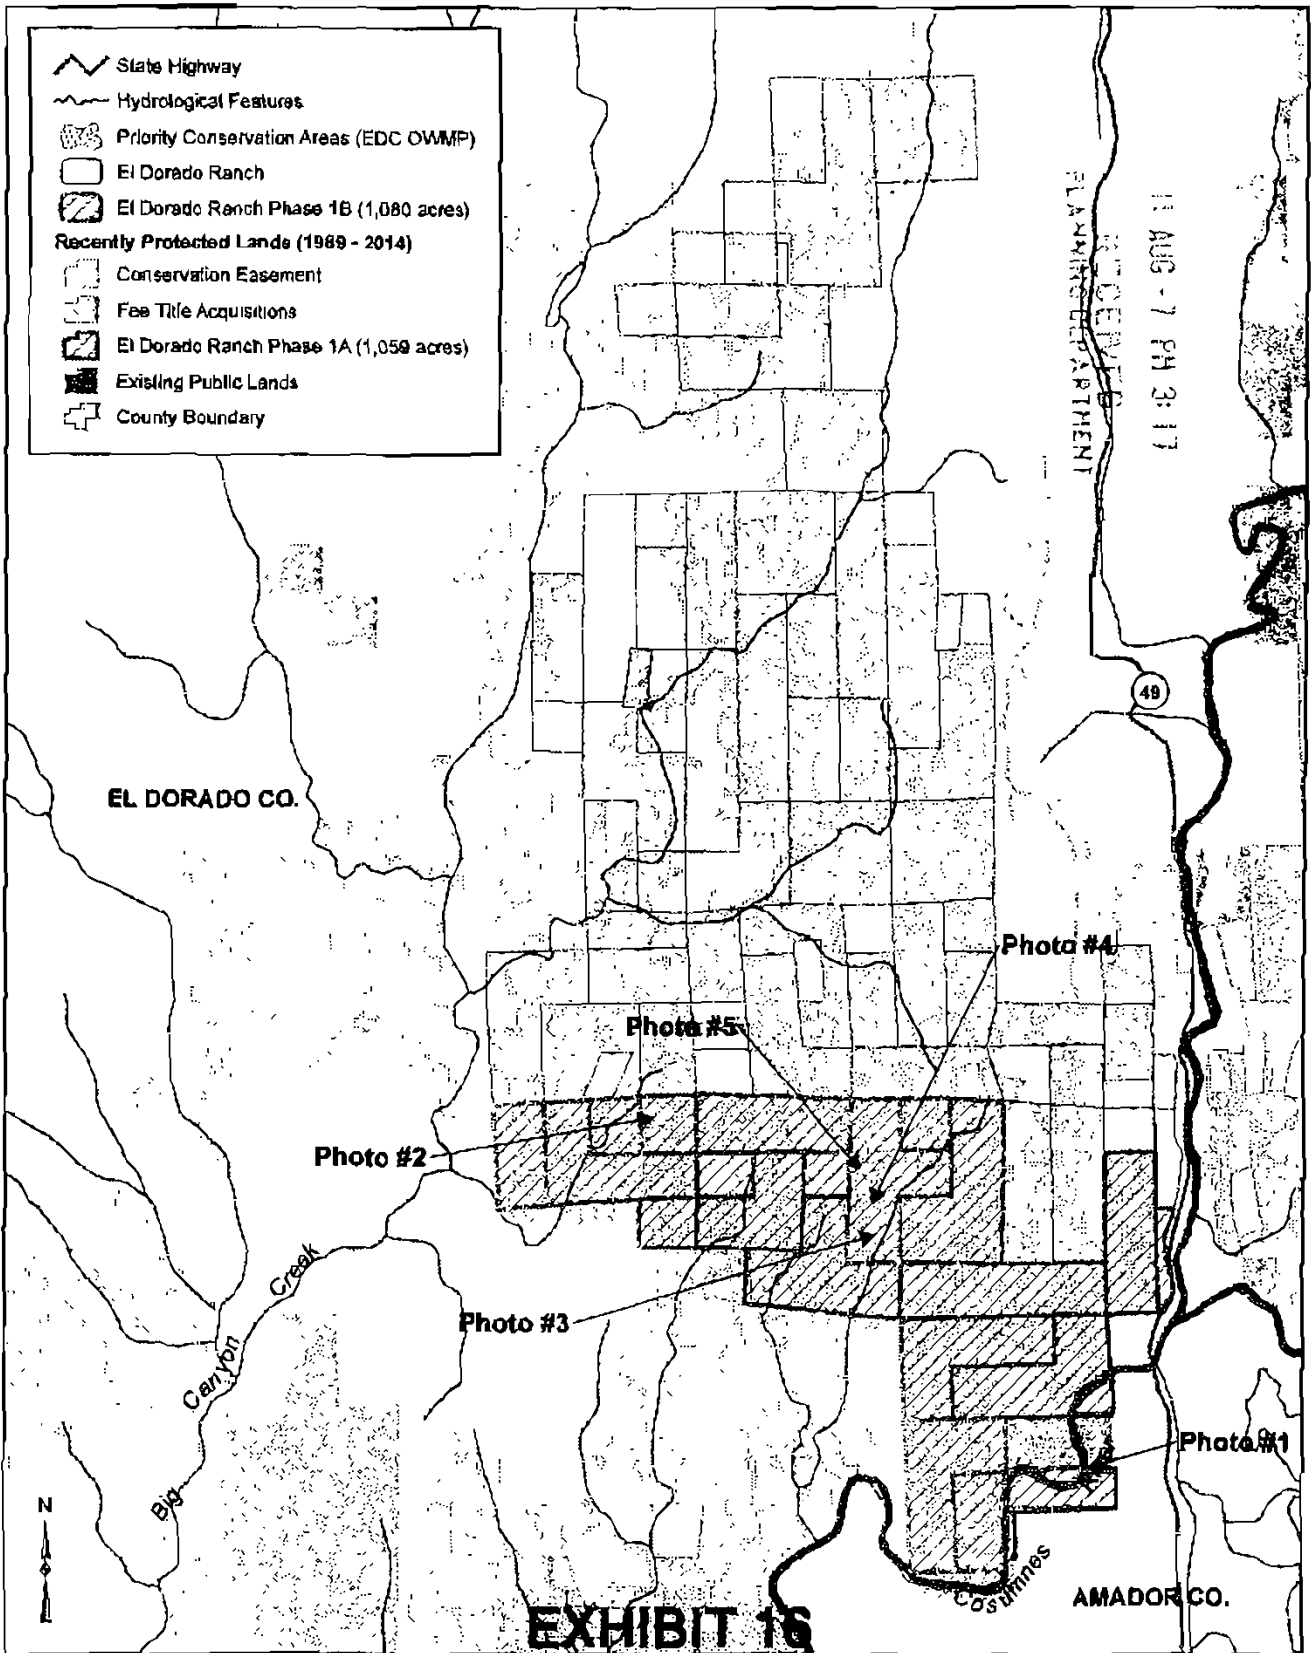 State Highway
Hydrological Features
Priority Conservation Areas (EDC OWMP)
El Dorado Ranch
El Dorado Ranch Phase 1B (1,080 acres)
Recently Protected Lands (1989 - 2014)
Conservation Easement
Fee Title Acquisitions
El Dorado Ranch Phase 1A (1,059 acres)
Existing Public Lands
County Boundary
AUG -7 PM 3:17
PLANNING DEPARTMENT
49
EL DORADO CO.
Photo #4
Photo #5
Photo #2
Big Canyon Creek
Photo #3
Photo #1
N
Cosumnes
AMADOR CO.
EXHIBIT 16